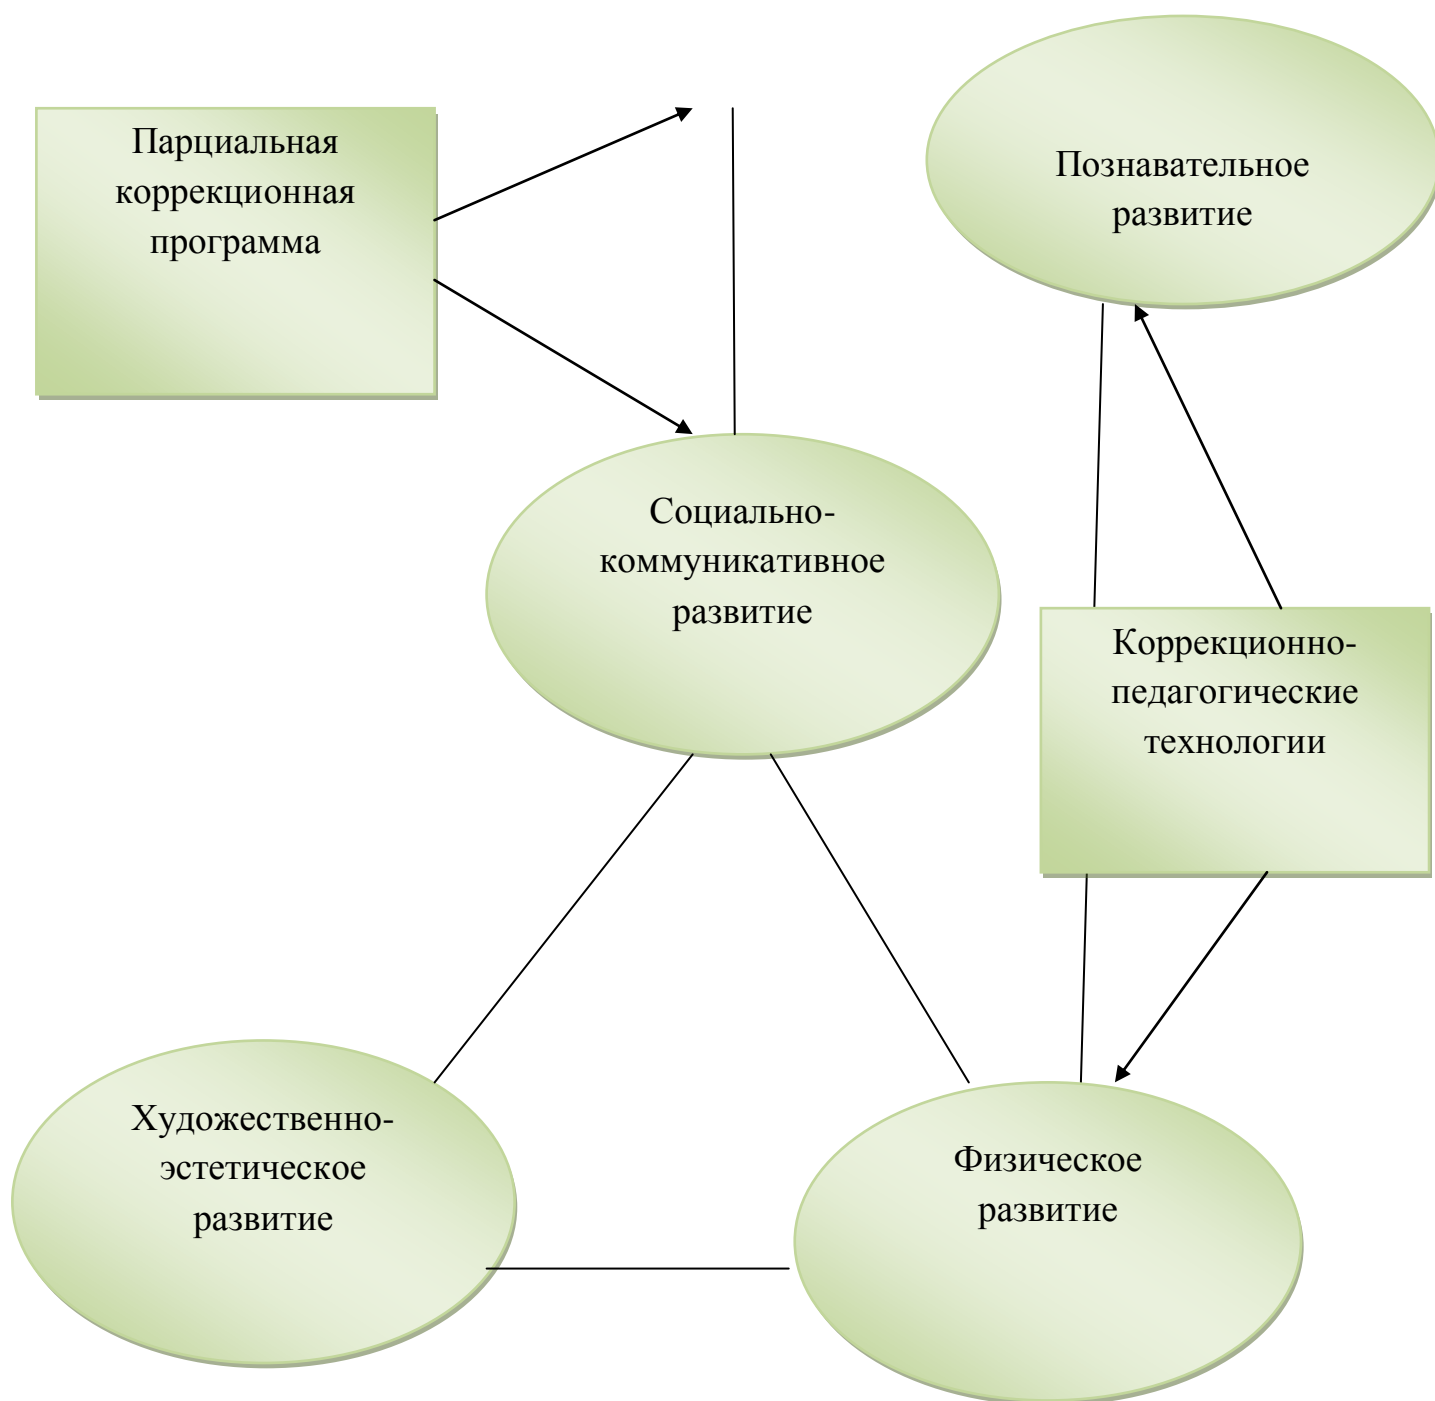 Парциальная
коррекционная
программа
Познавательное
развитие
Социально-
коммуникативное
развитие
Коррекционно-
педагогические
технологии
Художественно-
эстетическое
развитие
Физическое
развитие